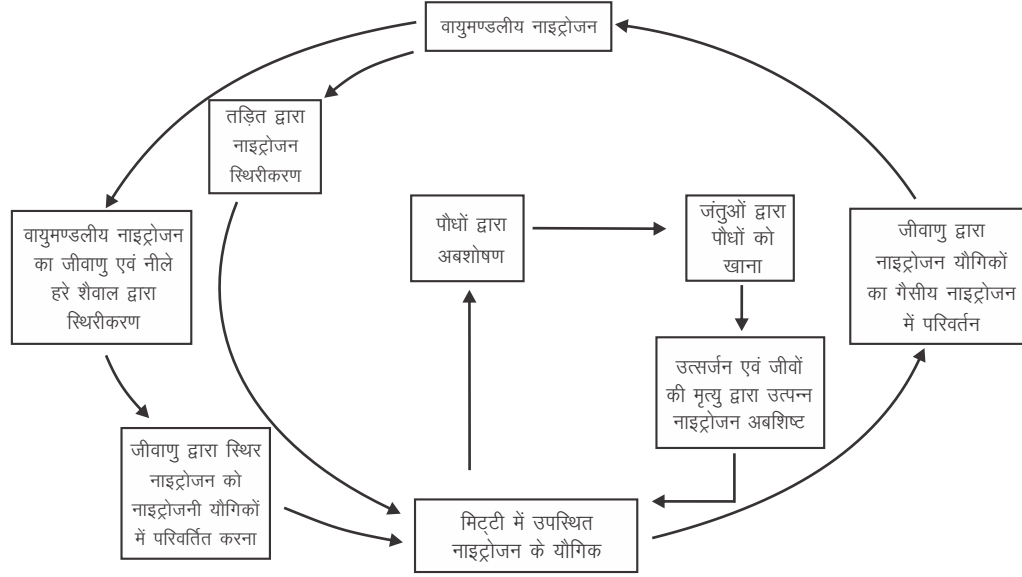 वायुमण्डलीय नाइट्रोजन
तड़ित द्वारा
नाइट्रोजन
स्थिरीकरण
वायुमण्डलीय नाइट्रोजन
का जीवाणु एवं नीले
हरे शैवाल द्वारा
स्थिरीकरण
पौधों द्वारा
अबशोषण
जंतुओं द्वारा
पौधों को
खाना
जीवाणु द्वारा
नाइट्रोजन यौगिकों
का गैसीय नाइट्रोजन
में परिवर्तन
उत्सर्जन एवं जीवों
की मृत्यु द्वारा उत्पन्न
नाइट्रोजन अबशिष्ट
जीवाणु द्वारा स्थिर
नाइट्रोजन को
नाइट्रोजनी यौगिकों
में परिवर्तित करना
मिट्टी में उपस्थित
नाइट्रोजन के यौगिक